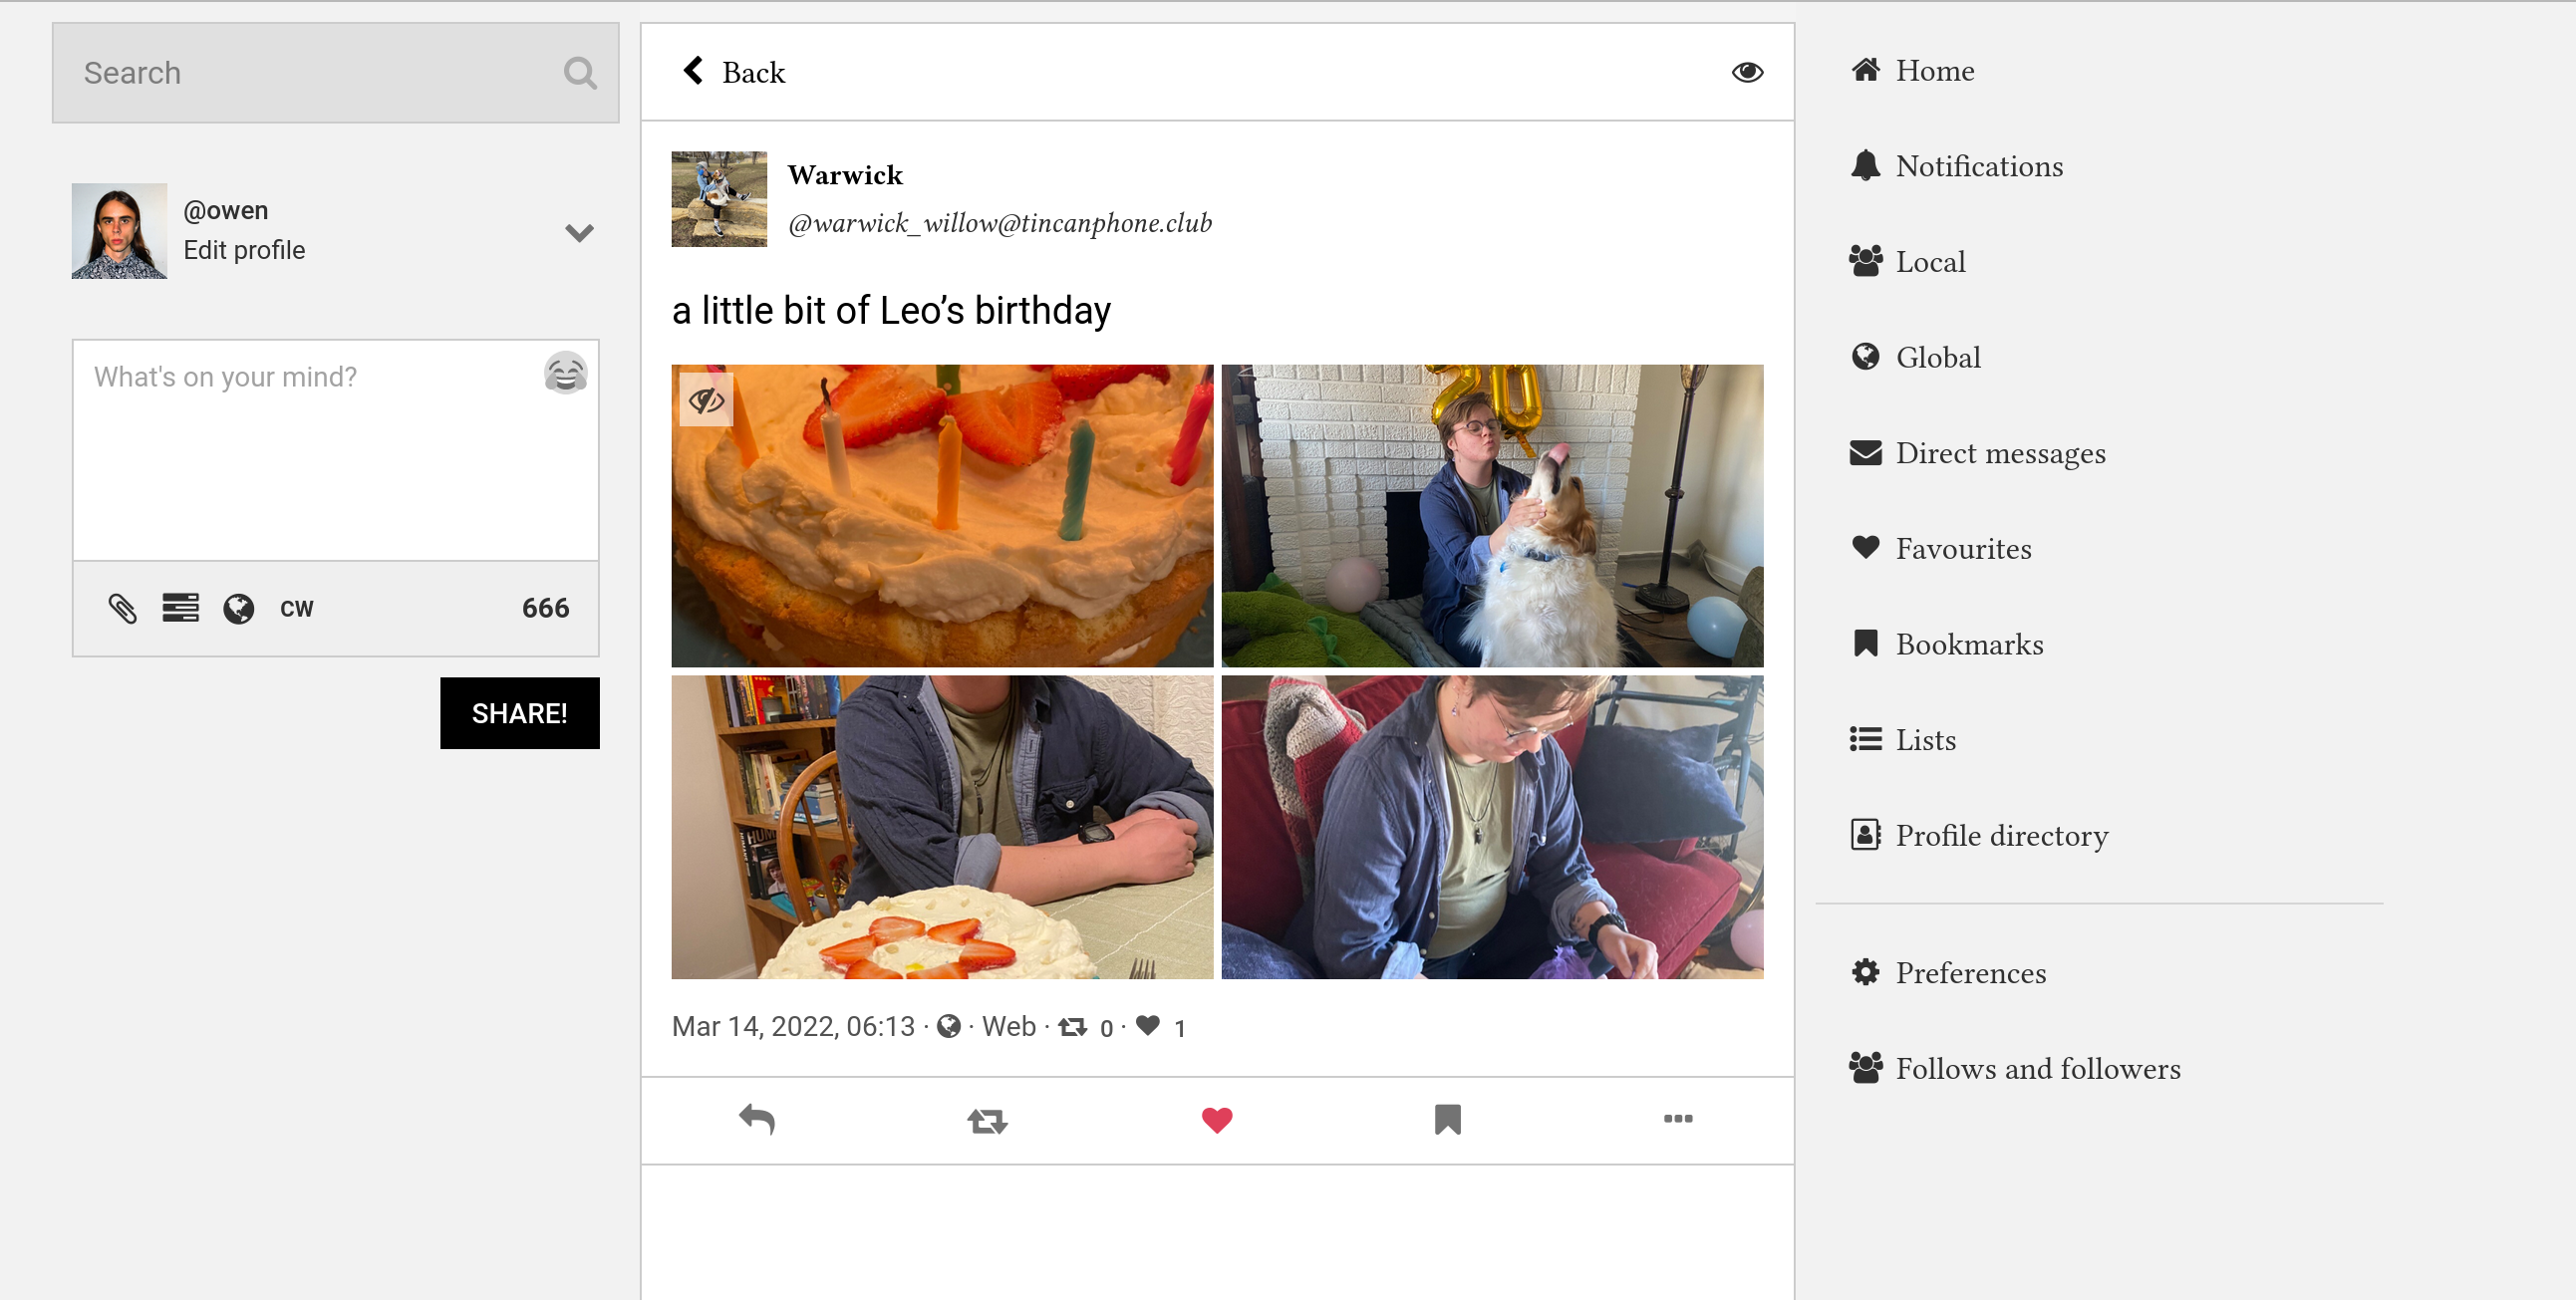 Search
@owen
Edit profile
What's on your mind?
CW
666
SHARE!
Back
Warwick
@warwick_willow@tincanphone.club
a little bit of Leo’s birthday
20
Mar 14, 2022, 06:13 · · Web · 0 · 1
Home
Notifications
Local
Global
Direct messages
Favourites
Bookmarks
Lists
Profile directory
Preferences
Follows and followers